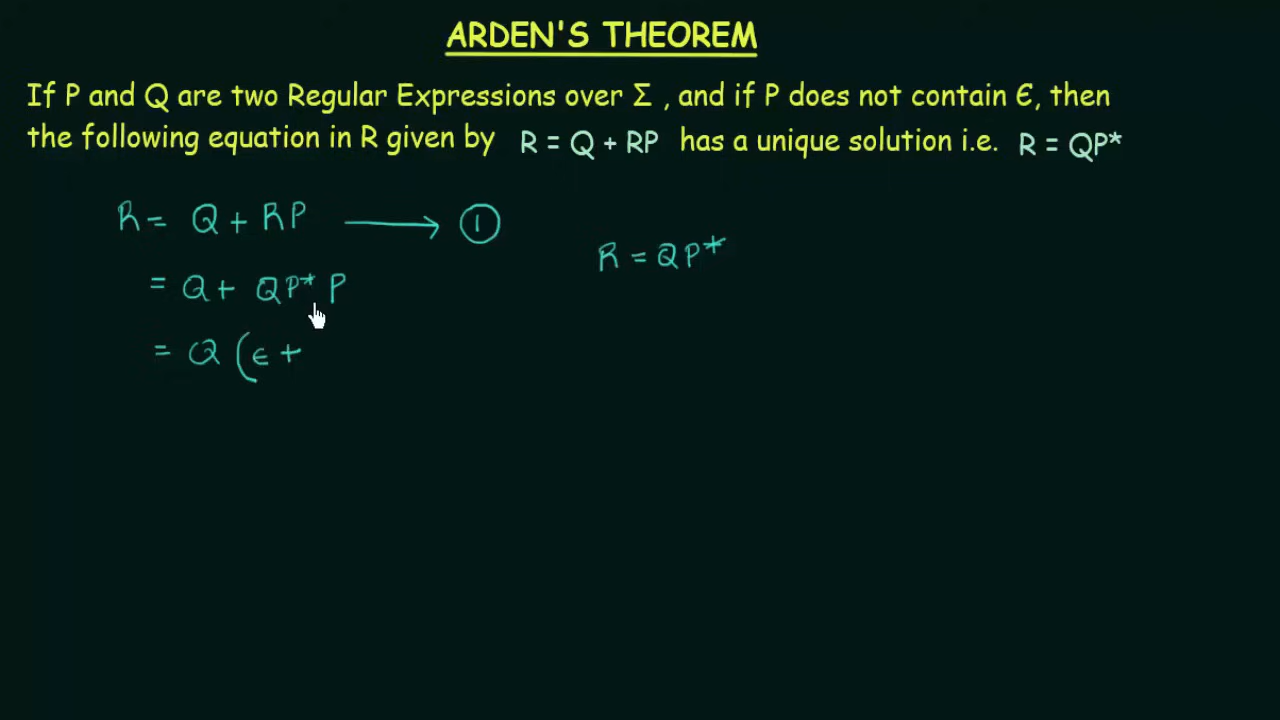 ARDEN'S THEOREM
If P and Q are two Regular Expressions over Σ , and if P does not contain Є, then
the following equation in R given by R = Q + RP has a unique solution i.e. R = QP*
R = Q + RP ⟶ ①
R = QP*
= Q + QP* P
= Q (ϵ +